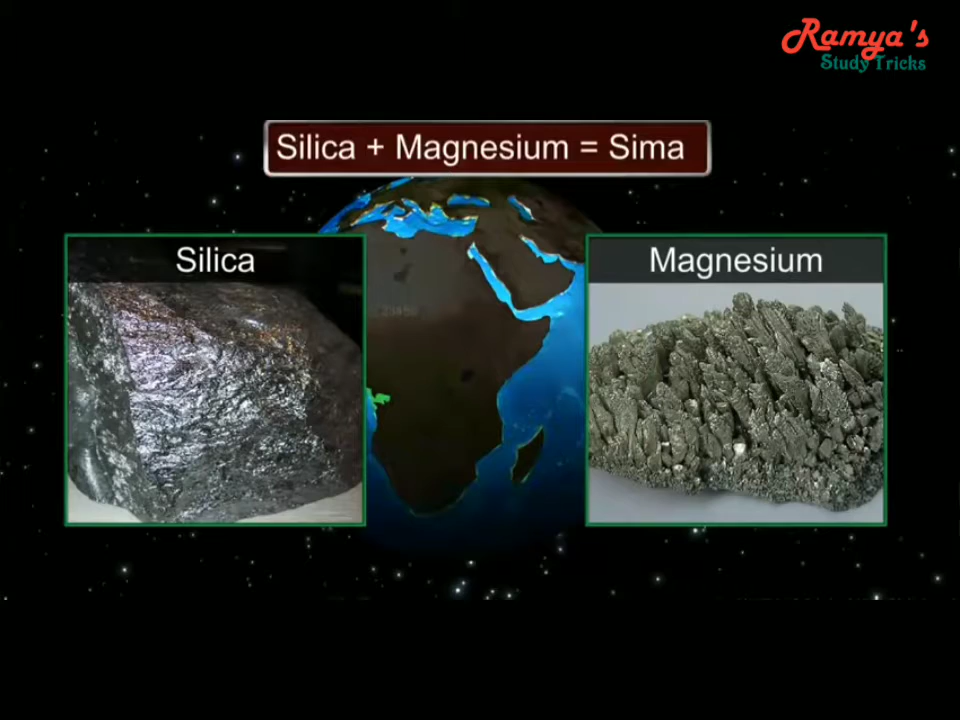 Ramya's
Study Tricks
Silica + Magnesium = Sima
Silica
Magnesium